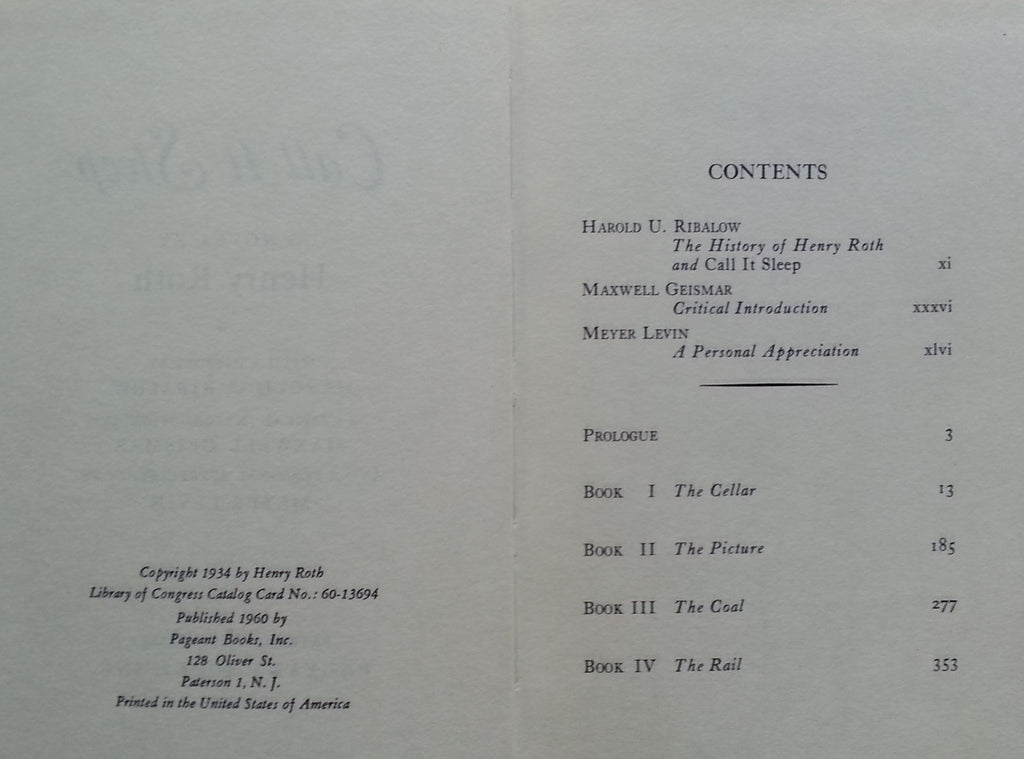 Copyright 1934 by Henry Roth
Library of Congress Catalog Card No.: 60-13694
Published 1960 by
Pageant Books, Inc.
128 Oliver St.
Paterson 1, N. J.
Printed in the United States of America
CONTENTS
HAROLD U. RIBALOW
The History of Henry Roth
and Call It Sleep xi
MAXWELL GEISMAR
Critical Introduction xxxvi
MEYER LEVIN
A Personal Appreciation xlvi
PROLOGUE 3
BOOK I The Cellar 13
BOOK II The Picture 185
BOOK III The Coal 277
BOOK IV The Rail 353